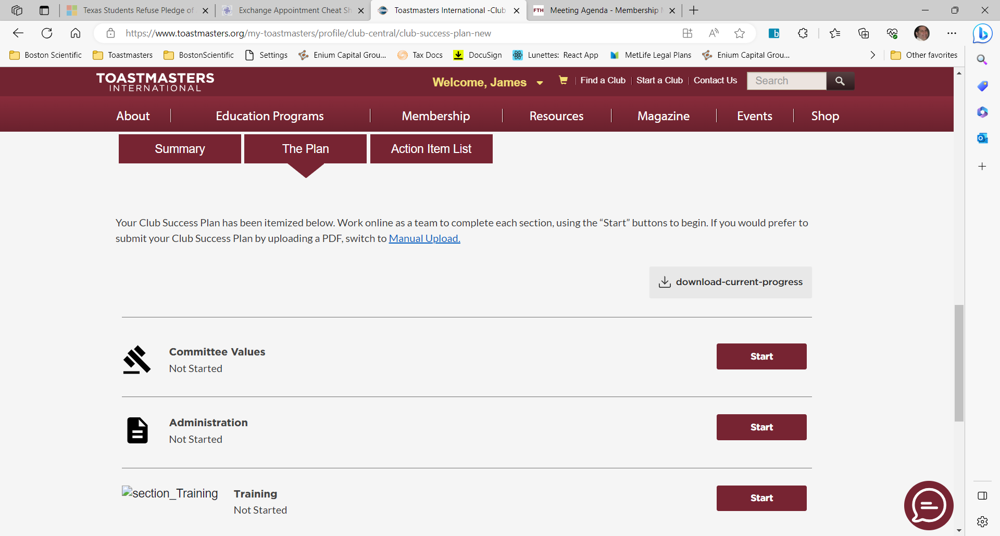 Texas Students Refuse Pledge of
Exchange Appointment Cheat Sh
Toastmasters International -Club
FTH
Meeting Agenda - Membership
https://www.toastmasters.org/my-toastmasters/profile/club-central/club-success-plan-new
Boston Scientific
Toastmasters
BostonScientific
Settings
Enium Capital Grou...
Tax Docs
DocuSign
Lunettes: React App
MetLife Legal Plans
Enium Capital Grou...
Other favorites
TOASTMASTERS
INTERNATIONAL
Welcome, James
Find a Club
Start a Club
Contact Us
Search
About
Education Programs
Membership
Resources
Magazine
Events
Shop
Summary
The Plan
Action Item List
Your Club Success Plan has been itemized below. Work online as a team to complete each section, using the “Start” buttons to begin. If you would prefer to
submit your Club Success Plan by uploading a PDF, switch to Manual Upload.
download-current-progress
Committee Values
Not Started
Start
Administration
Not Started
Start
section_Training
Training
Not Started
Start